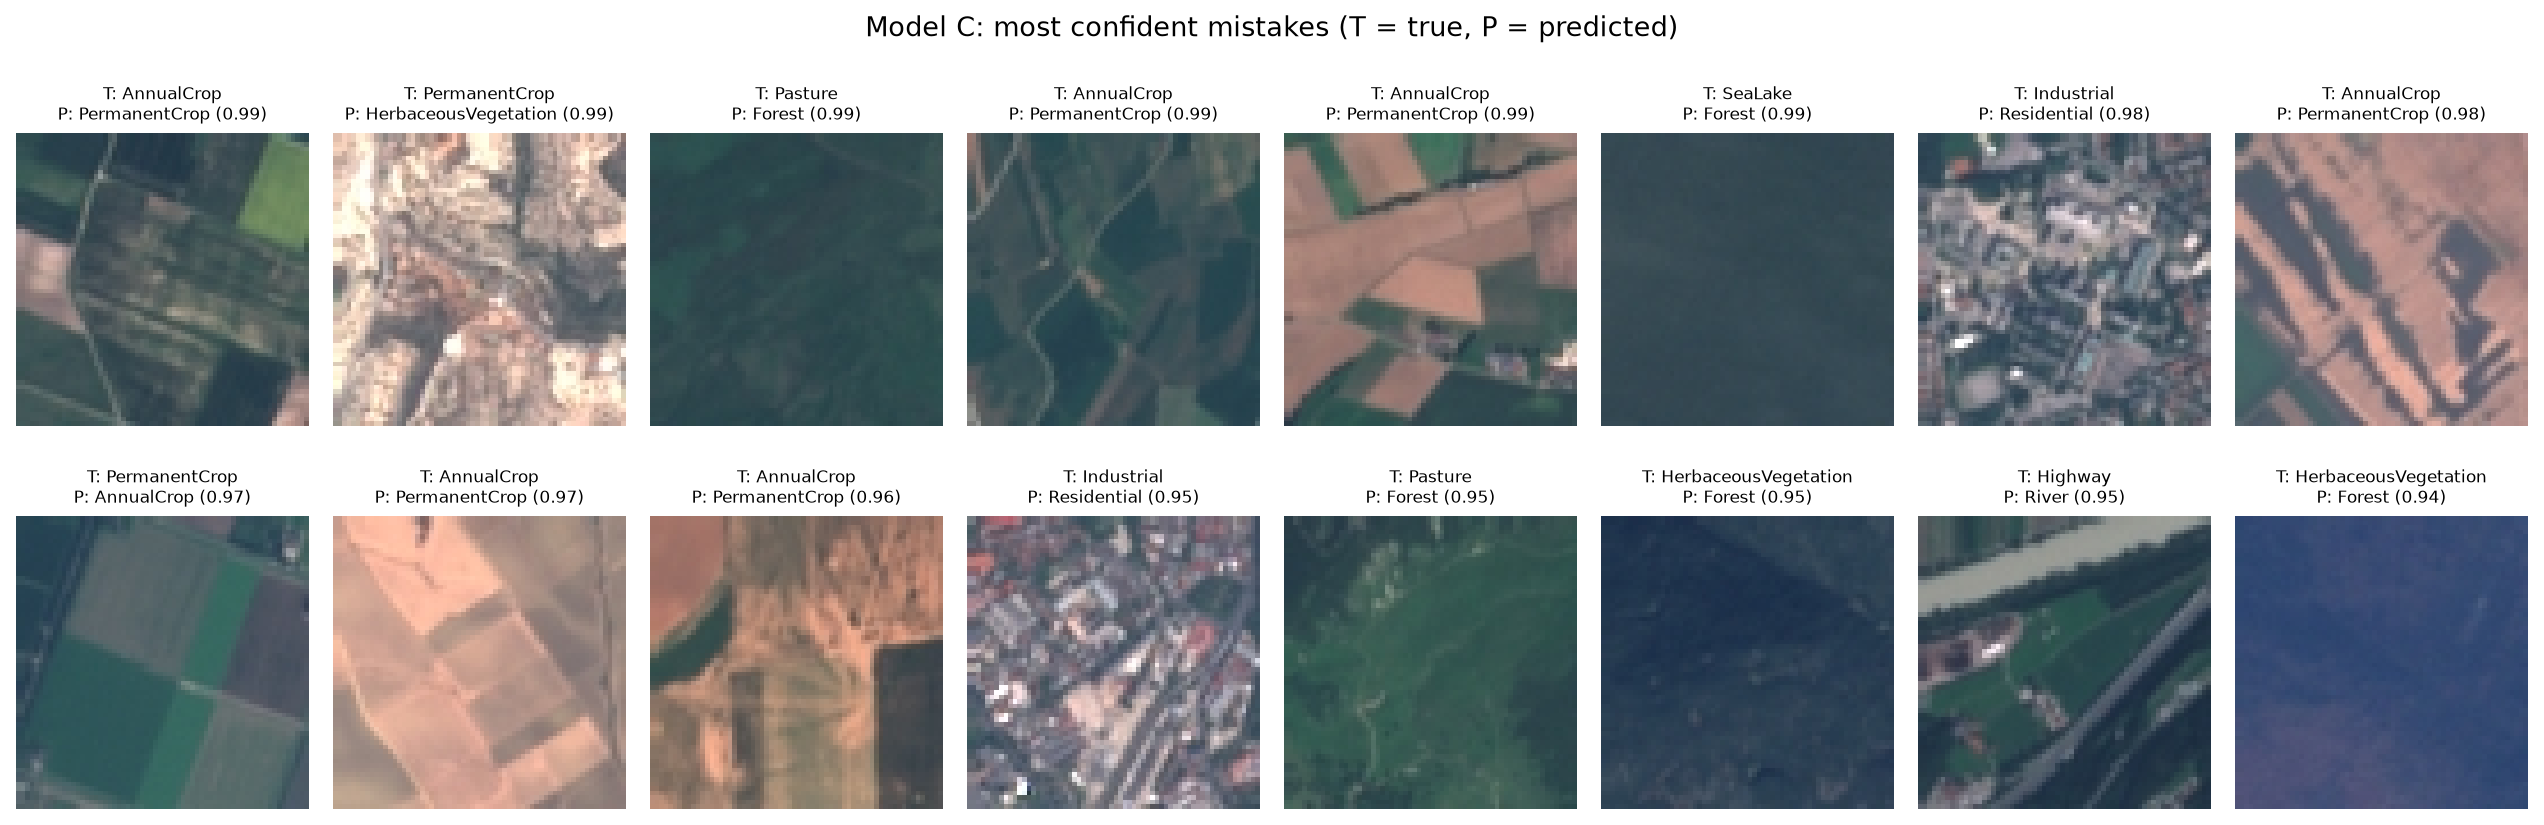 Model C: most confident mistakes (T = true, P = predicted)
T: AnnualCrop
P: PermanentCrop (0.99)
T: PermanentCrop
P: HerbaceousVegetation (0.99)
T: Pasture
P: Forest (0.99)
T: AnnualCrop
P: PermanentCrop (0.99)
T: AnnualCrop
P: PermanentCrop (0.99)
T: SeaLake
P: Forest (0.99)
T: Industrial
P: Residential (0.98)
T: AnnualCrop
P: PermanentCrop (0.98)
T: PermanentCrop
P: AnnualCrop (0.97)
T: AnnualCrop
P: PermanentCrop (0.97)
T: AnnualCrop
P: PermanentCrop (0.96)
T: Industrial
P: Residential (0.95)
T: Pasture
P: Forest (0.95)
T: HerbaceousVegetation
P: Forest (0.95)
T: Highway
P: River (0.95)
T: HerbaceousVegetation
P: Forest (0.94)